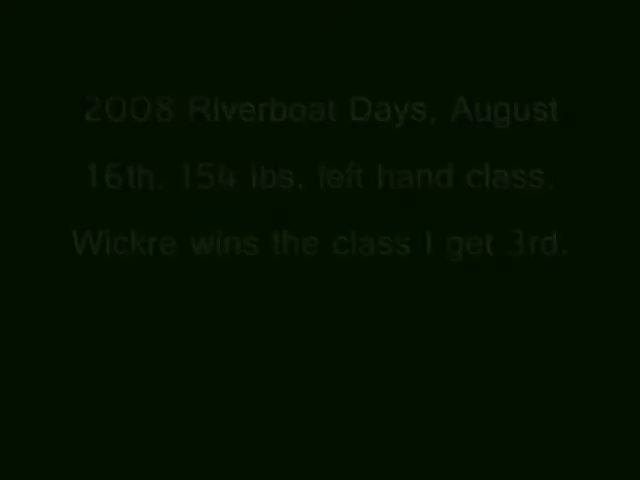 2008 Riverboat Days, August
16th. 154 lbs. left hand class.
Wickre wins the class I get 3rd.